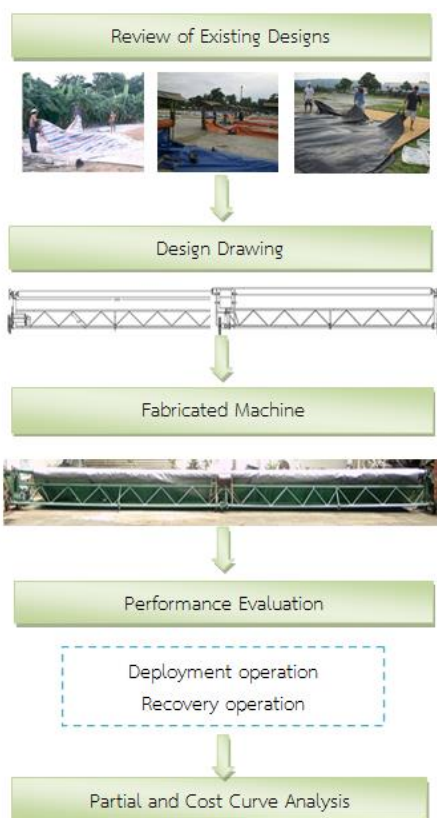 Review of Existing Designs
Design Drawing
Fabricated Machine
Performance Evaluation
Deployment operation
Recovery operation
Partial and Cost Curve Analysis